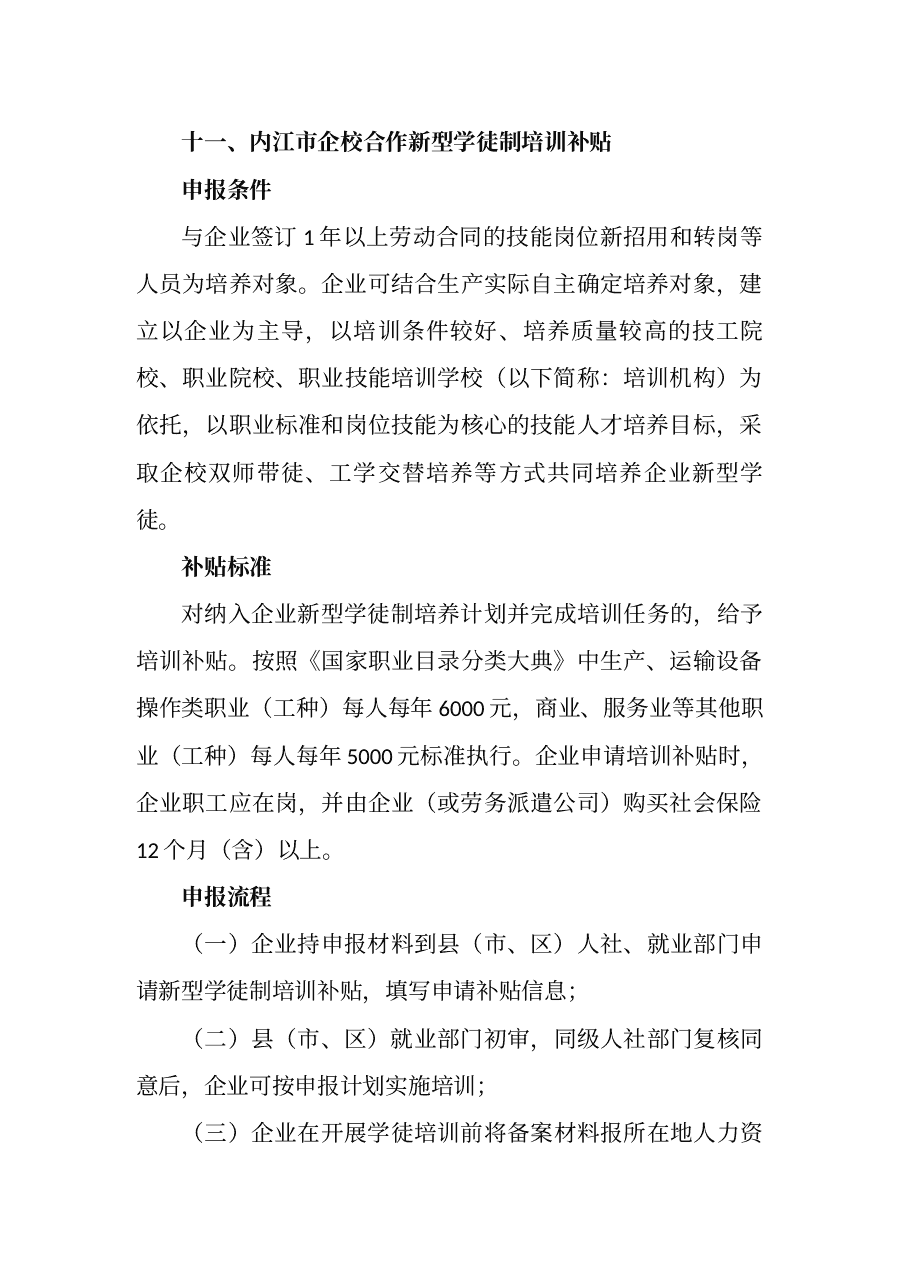 十一、内江市企校合作新型学徒制培训补贴
申报条件
与企业签订 1 年以上劳动合同的技能岗位新招用和转岗等
人员为培养对象。企业可结合生产实际自主确定培养对象，建
立以企业为主导，以培训条件较好、培养质量较高的技工院
校、职业院校、职业技能培训学校（以下简称：培训机构）为
依托，以职业标准和岗位技能为核心的技能人才培养目标，采
取企校双师带徒、工学交替培养等方式共同培养企业新型学
徒。
补贴标准
对纳入企业新型学徒制培养计划并完成培训任务的，给予
培训补贴。按照《国家职业目录分类大典》中生产、运输设备
操作类职业（工种）每人每年 6000 元，商业、服务业等其他职
业（工种）每人每年 5000 元标准执行。企业申请培训补贴时，
企业职工应在岗，并由企业（或劳务派遣公司）购买社会保险
12 个月（含）以上。
申报流程
（一）企业持申报材料到县（市、区）人社、就业部门申
请新型学徒制培训补贴，填写申请补贴信息；
（二）县（市、区）就业部门初审，同级人社部门复核同
意后，企业可按申报计划实施培训；
（三）企业在开展学徒培训前将备案材料报所在地人力资